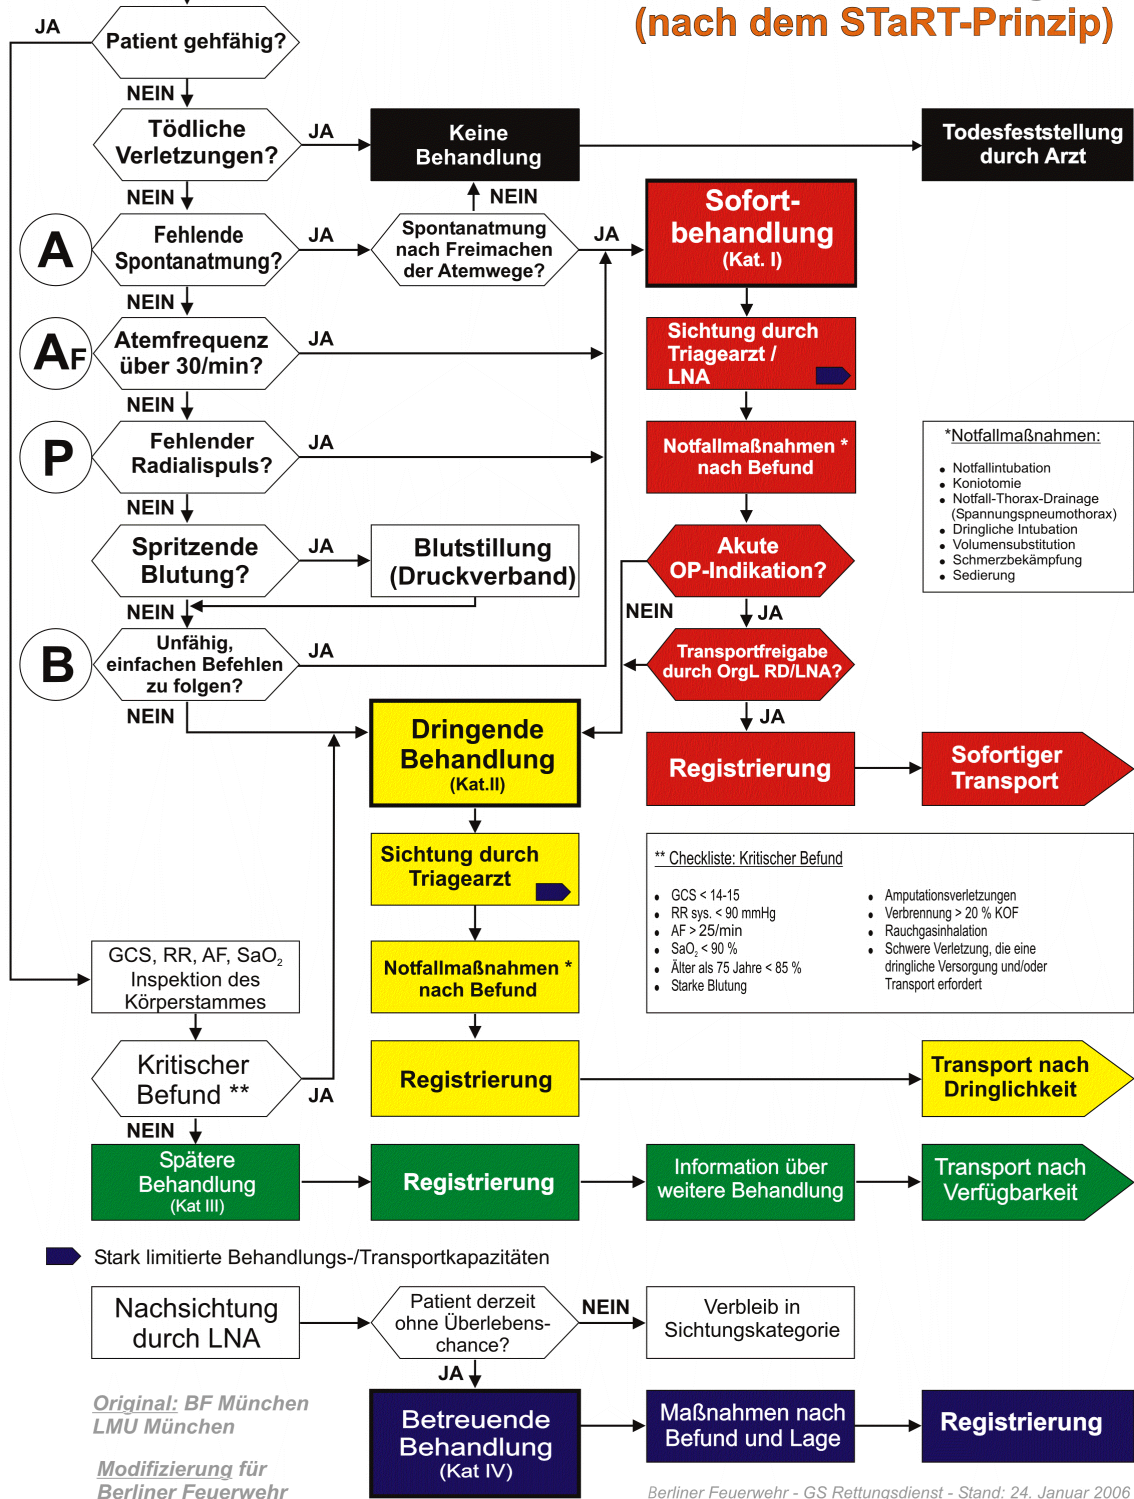 (nach dem STaRT-Prinzip)
JA
Patient gehfähig?
NEIN
Tödliche
Verletzungen?
JA
Keine
Behandlung
Todesfeststellung
durch Arzt
NEIN
NEIN
A
Fehlende
Spontanatmung?
JA
Spontanatmung
nach Freimachen
der Atemwege?
JA
Sofort-
behandlung
(Kat. I)
NEIN
AF
Atemfrequenz
über 30/min?
JA
Sichtung durch
Triagearzt /
LNA
NEIN
P
Fehlender
Radialispuls?
JA
Notfallmaßnahmen *
nach Befund
*Notfallmaßnahmen:
• Notfallintubation
• Koniotomie
• Notfall-Thorax-Drainage
(Spannungspneumothorax)
• Dringliche Intubation
• Volumensubstitution
• Schmerzbekämpfung
• Sedierung
NEIN
Spritzende
Blutung?
JA
Blutstillung
(Druckverband)
Akute
OP-Indikation?
NEIN
NEIN
JA
B
Unfähig,
einfachen Befehlen
zu folgen?
JA
Transportfreigabe
durch OrgL RD/LNA?
NEIN
JA
Dringende
Behandlung
(Kat.II)
Registrierung
Sofortiger
Transport
Sichtung durch
Triagearzt
** Checkliste: Kritischer Befund
• GCS < 14-15
• RR sys. < 90 mmHg
• AF > 25/min
• SaO₂ < 90 %
• Älter als 75 Jahre < 85 %
• Starke Blutung
• Amputationsverletzungen
• Verbrennung > 20 % KOF
• Rauchgasinhalation
• Schwere Verletzung, die eine
dringliche Versorgung und/oder
Transport erfordert
GCS, RR, AF, SaO₂
Inspektion des
Körperstammes
Notfallmaßnahmen *
nach Befund
Kritischer
Befund **
JA
Registrierung
Transport nach
Dringlichkeit
NEIN
Spätere
Behandlung
(Kat III)
Registrierung
Information über
weitere Behandlung
Transport nach
Verfügbarkeit
Stark limitierte Behandlungs-/Transportkapazitäten
Nachsichtung
durch LNA
Patient derzeit
ohne Überlebens-
chance?
NEIN
Verbleib in
Sichtungskategorie
JA
Original: BF München
LMU München
Betreuende
Behandlung
(Kat IV)
Maßnahmen nach
Befund und Lage
Registrierung
Modifizierung für
Berliner Feuerwehr
Berliner Feuerwehr - GS Rettungsdienst - Stand: 24. Januar 2006